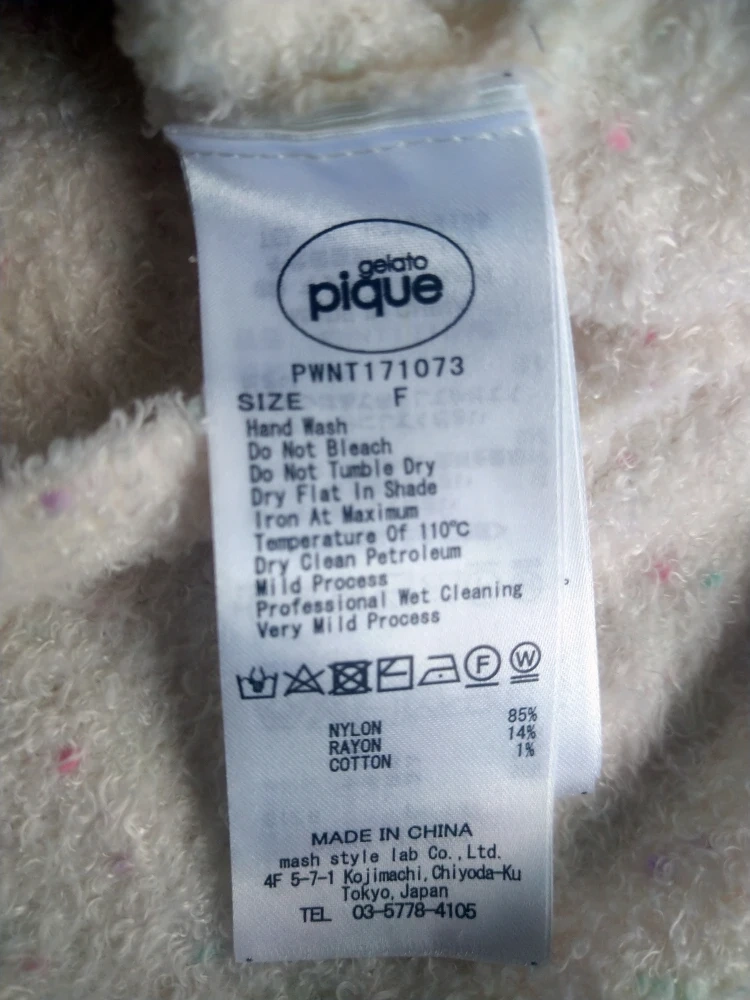 gelato
pique
PWNT171073
SIZE F
Hand Wash
Do Not Bleach
Do Not Tumble Dry
Dry Flat In Shade
Iron At Maximum
Temperature Of 110℃
Dry Clean Petroleum
Mild Process
Professional Wet Cleaning
Very Mild Process
F W
NYLON 85%
RAYON 14%
COTTON 1%
MADE IN CHINA
mash style lab Co.,Ltd.
4F 5-7-1 Kojimachi,Chiyoda-Ku
Tokyo,Japan
TEL 03-5778-4105